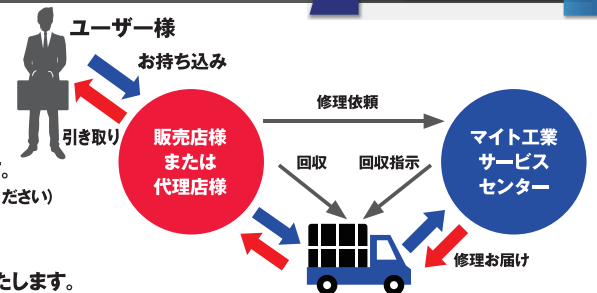 ユーザー様
お持ち込み
引き取り
修理依頼
販売店様
または
代理店様
マイト工業
サービス
センター
回収
回収指示
。
ださい）
修理お届け
たします。